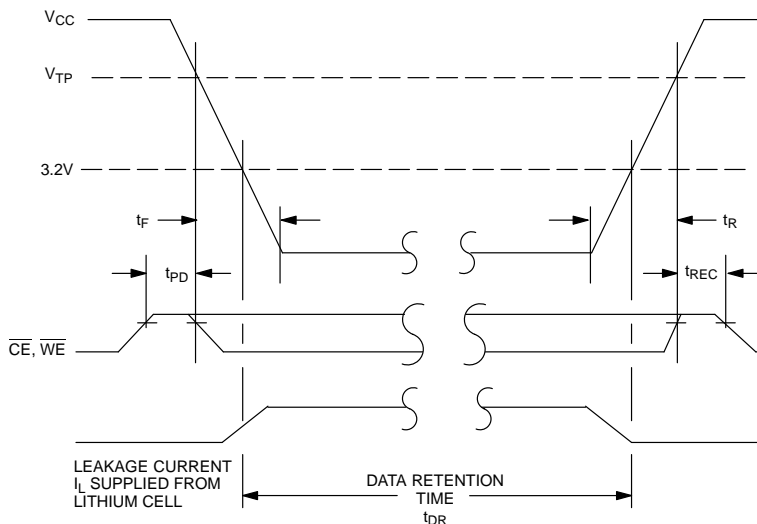 VCC
VTP
3.2V
tF
tR
tPD
tREC
CE, WE
LEAKAGE CURRENT
IL SUPPLIED FROM
LITHIUM CELL
DATA RETENTION
TIME
tDR